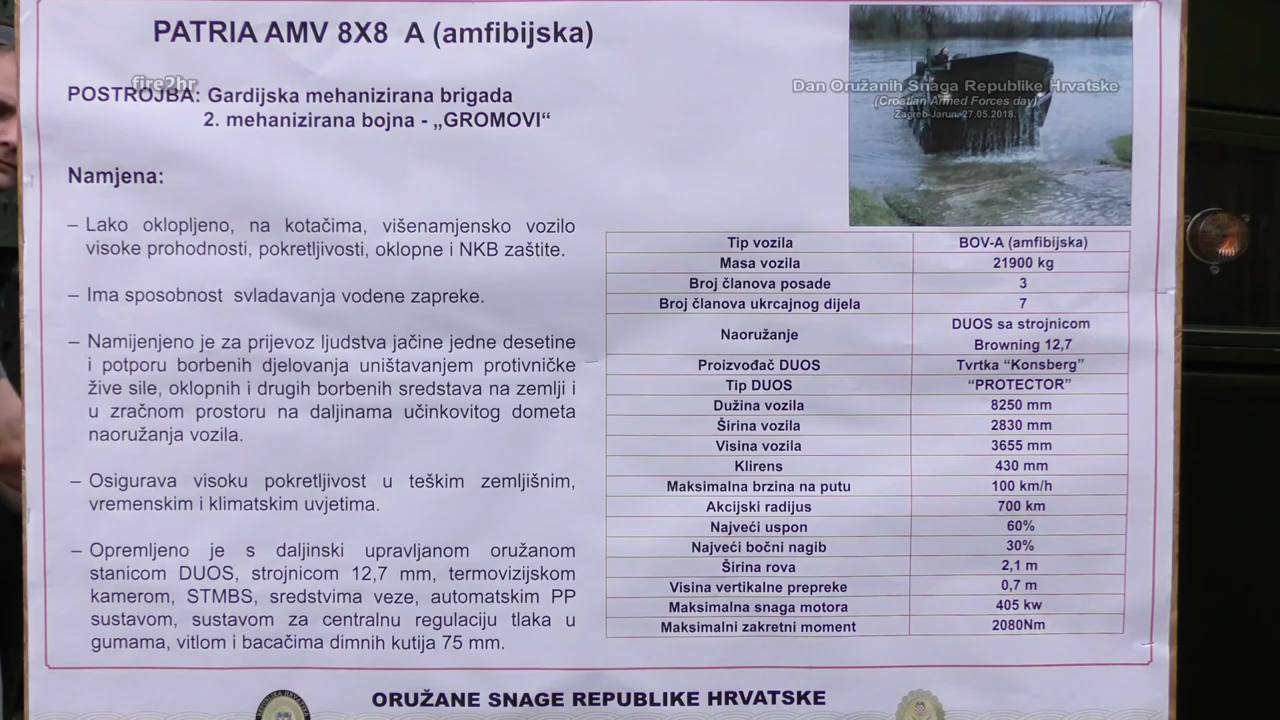 PATRIA AMV 8X8 A (amfibijska)
fire2hr
POSTROJBA: Gardijska mehanizirana brigada
2. mehanizirana bojna - „GROMOVI“
Dan Oružanih Snaga Republike Hrvatske
(Croatian Armed Forces day)
Zagreb-Jarun, 27.05.2018.
Namjena:
– Lako oklopljeno, na kotačima, višenamjensko vozilo
visoke prohodnosti, pokretljivosti, oklopne i NKB zaštite.
– Ima sposobnost svladavanja vodene zapreke.
– Namijenjeno je za prijevoz ljudstva jačine jedne desetine
i potporu borbenih djelovanja uništavanjem protivničke
žive sile, oklopnih i drugih borbenih sredstava na zemlji i
u zračnom prostoru na daljinama učinkovitog dometa
naoružanja vozila.
– Osigurava visoku pokretljivost u teškim zemljišnim,
vremenskim i klimatskim uvjetima.
– Opremljeno je s daljinski upravljanom oružanom
stanicom DUOS, strojnicom 12,7 mm, termovizijskom
kamerom, STMBS, sredstvima veze, automatskim PP
sustavom, sustavom za centralnu regulaciju tlaka u
gumama, vitlom i bacačima dimnih kutija 75 mm.
Tip vozila BOV-A (amfibijska)
Masa vozila 21900 kg
Broj članova posade 3
Broj članova ukrcajnog dijela 7
Naoružanje DUOS sa strojnicom
Browning 12,7
Proizvođač DUOS Tvrtka “Konsberg”
Tip DUOS “PROTECTOR”
Dužina vozila 8250 mm
Širina vozila 2830 mm
Visina vozila 3655 mm
Klirens 430 mm
Maksimalna brzina na putu 100 km/h
Akcijski radijus 700 km
Najveći uspon 60%
Najveći bočni nagib 30%
Širina rova 2,1 m
Visina vertikalne prepreke 0,7 m
Maksimalna snaga motora 405 kw
Maksimalni zakretni moment 2080Nm
ORUŽANE SNAGE REPUBLIKE HRVATSKE